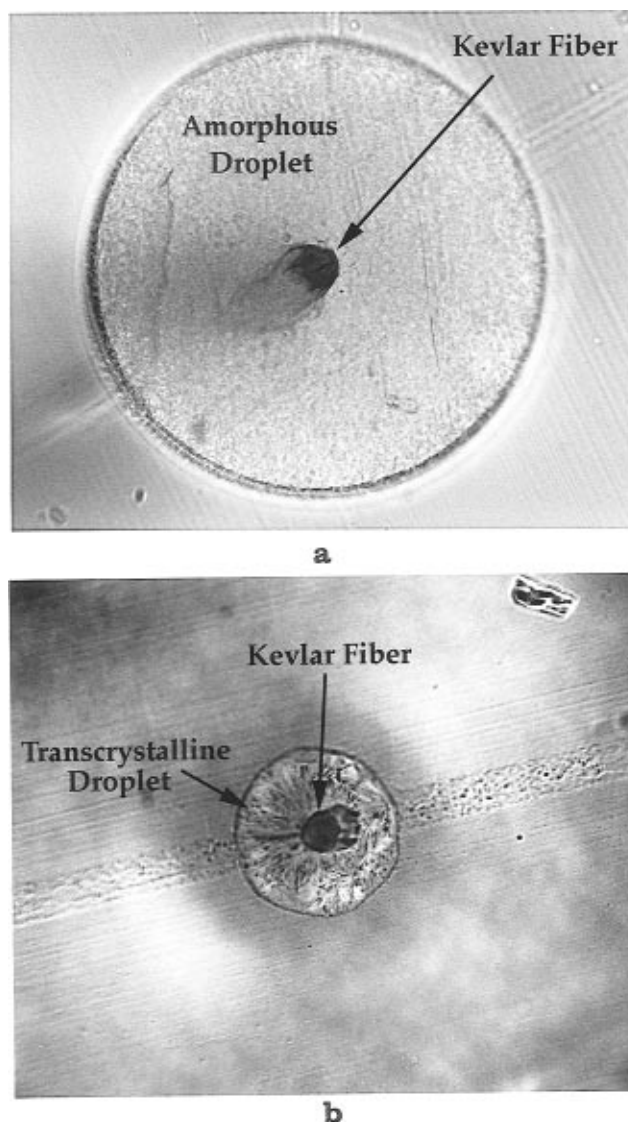 Kevlar Fiber
Amorphous
Droplet
a
Kevlar Fiber
Transcrystalline
Droplet
b